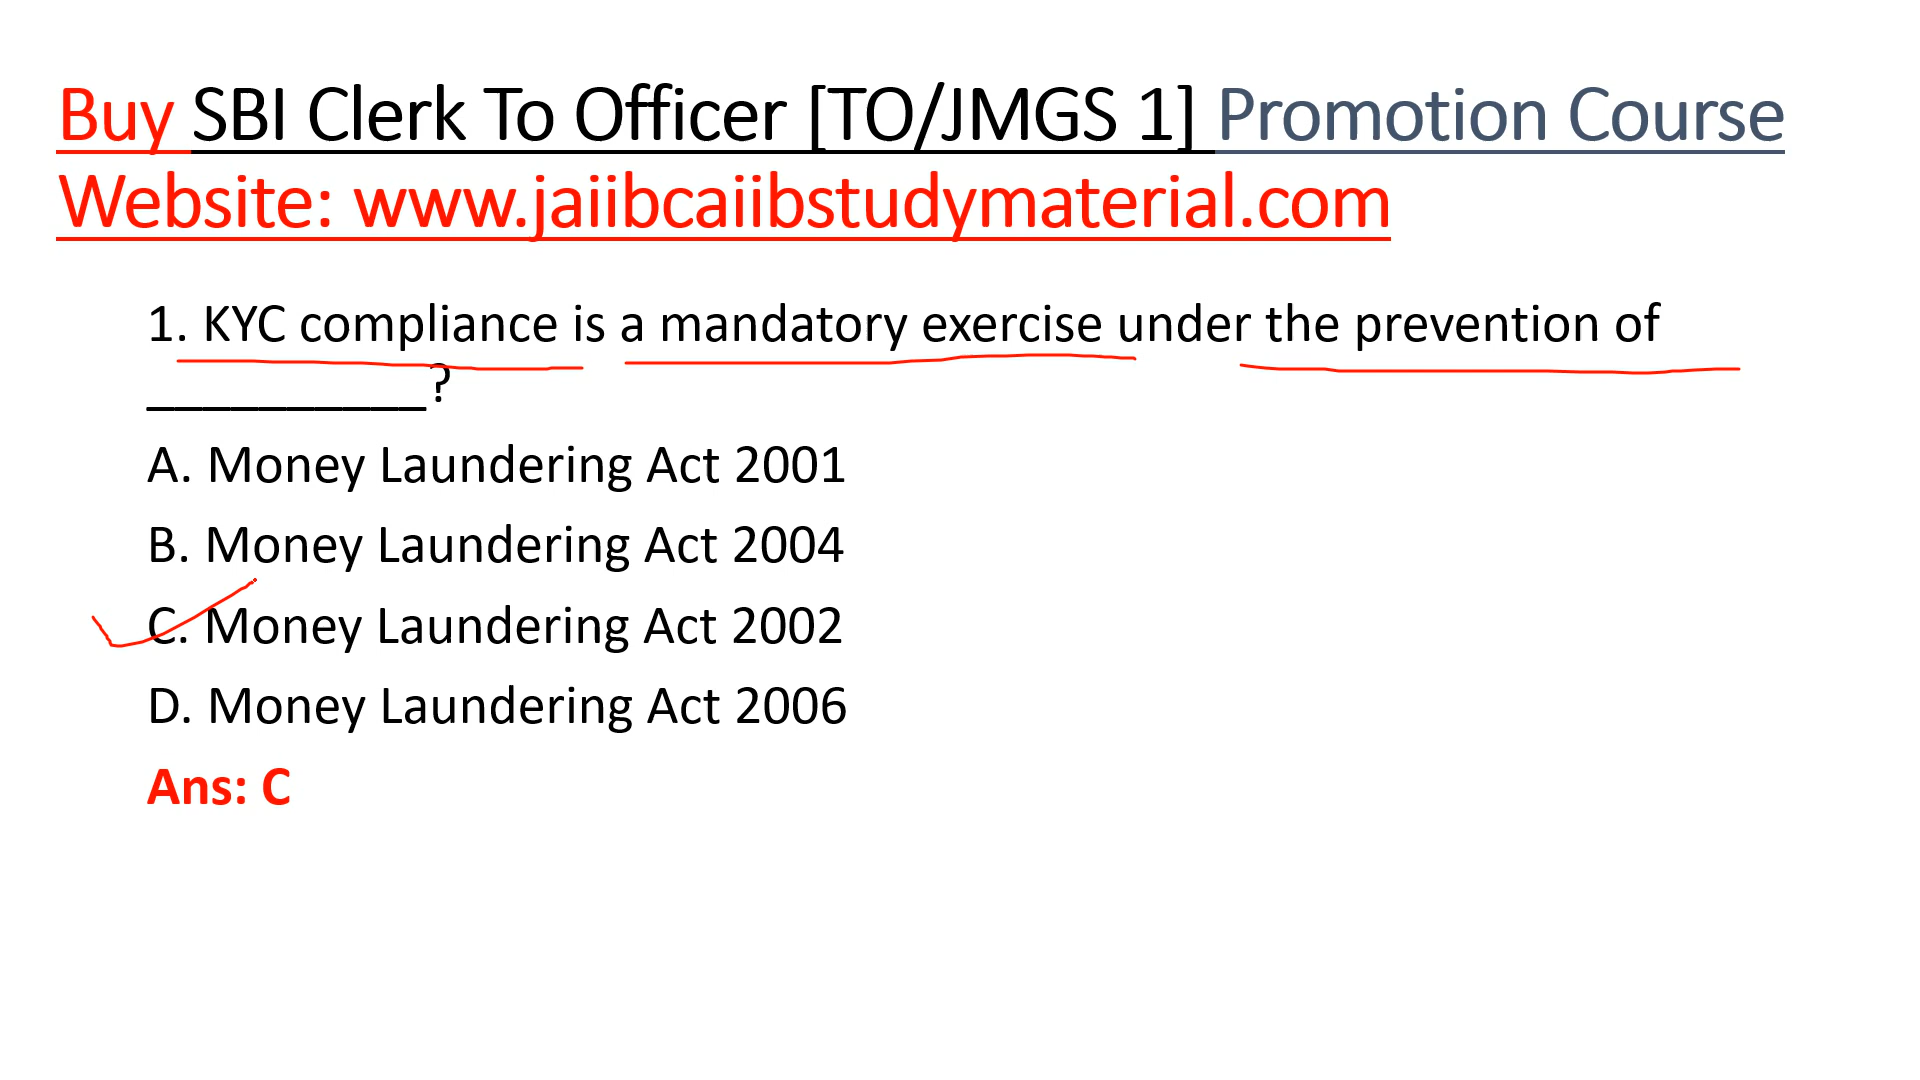 Buy SBI Clerk To Officer [TO/JMGS 1] Promotion Course
Website: www.jaiibcaiibstudymaterial.com
1. KYC compliance is a mandatory exercise under the prevention of
__________?
A. Money Laundering Act 2001
B. Money Laundering Act 2004
C. Money Laundering Act 2002
D. Money Laundering Act 2006
Ans: C